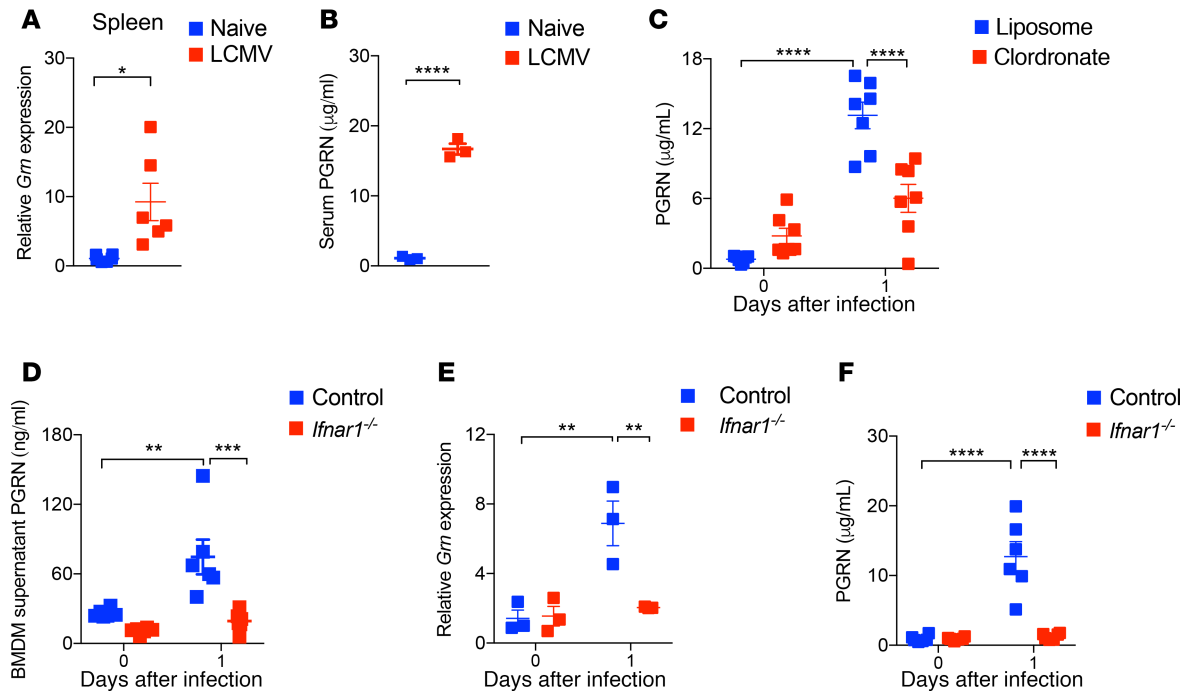 A
Spleen
Naive
LCMV
Relative Grn expression
30
20
10
0
*
B
Naive
LCMV
Serum PGRN (μg/ml)
30
20
10
0
****
C
Liposome
Clordronate
PGRN (μg/mL)
18
12
6
0
****
****
0
1
Days after infection
D
Control
Ifnar1-/-
BMDM supernatant PGRN (ng/ml)
180
120
60
0
**
***
0
1
Days after infection
E
Control
Ifnar1-/-
Relative Grn expression
12
8
4
0
**
**
0
1
Days after infection
F
Control
Ifnar1-/-
PGRN (μg/mL)
30
20
10
0
****
****
0
1
Days after infection